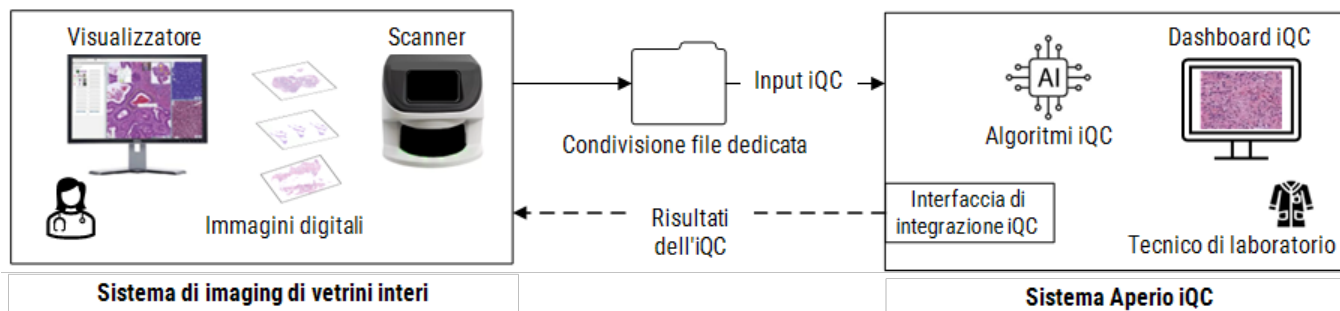 Visualizzatore
Scanner
Immagini digitali
Sistema di imaging di vetrini interi
Condivisione file dedicata
Input iQC
Risultati
dell'iQC
AI
Algoritmi iQC
Dashboard iQC
Interfaccia di
integrazione iQC
Tecnico di laboratorio
Sistema Aperio iQC